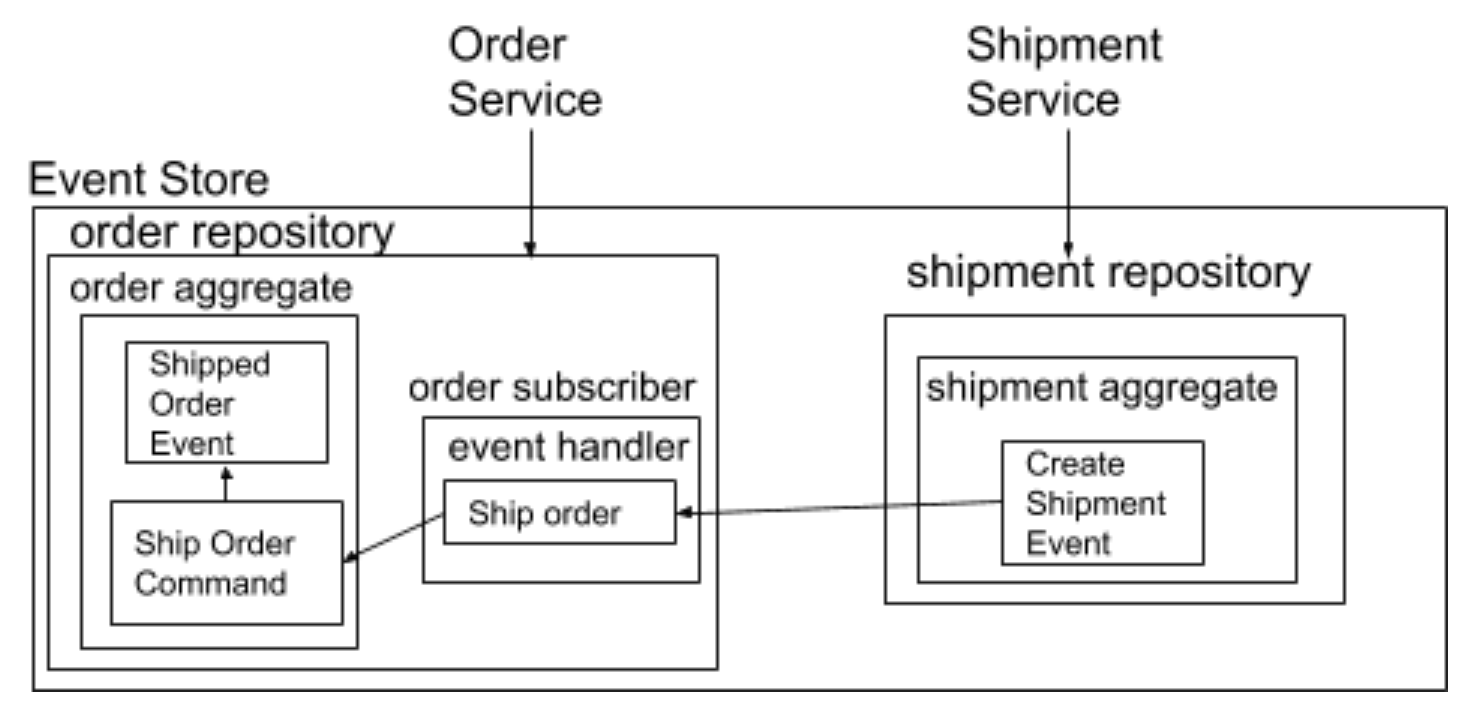 Order
Service
Shipment
Service
Event Store
order repository
order aggregate
Shipped
Order
Event
Ship Order
Command
order subscriber
event handler
Ship order
shipment repository
shipment aggregate
Create
Shipment
Event